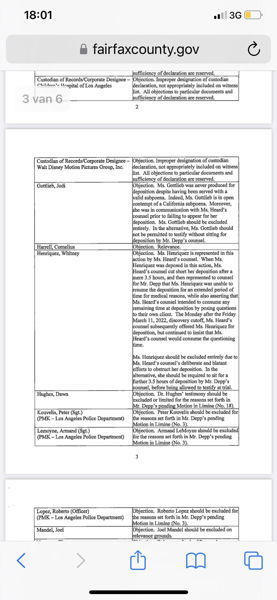 18:01
3G
fairfaxcounty.gov
sufficiency of declaration are reserved.
Custodian of Records/Corporate Designee – Objection. Improper designation of custodian
Children's Hospital of Los Angeles declaration, not appropriately included on witness
list. All objections to particular documents and
sufficiency of declaration are reserved.
3 van 6
2
Custodian of Records/Corporate Designee – Objection. Improper designation of custodian
Walt Disney Motion Pictures Group, Inc. declaration, not appropriately included on witness
list. All objections to particular documents and
sufficiency of declaration are reserved.
Gottlieb, Jodi Objection. Ms. Gottlieb was never produced for
deposition despite having been served with a
valid subpoena. Indeed, Ms. Gottlieb is in open
contempt of a California subpoena. Moreover,
she was in communication with Ms. Heard's
counsel prior to failing to appear for her
deposition. Ms. Gottlieb should be excluded
entirely. In the alternative, Ms. Gottlieb should
not be permitted to testify without sitting for
deposition by Mr. Depp's counsel.
Harrell, Cornelius Objection. Relevance.
Henriquez, Whitney Objection. Ms. Henriquez is represented in this
action by Ms. Heard's counsel. When Ms.
Henriquez was deposed in this action, Ms.
Heard's counsel cut short her deposition after a
mere 3.5 hours, and then represented to counsel
for Mr. Depp that Ms. Henriquez was unable to
resume the deposition for an extended period of
time for medical reasons, while also asserting that
Ms. Heard's counsel intended to consume any
remaining time at deposition by posing questions
to their own client. The Monday after the Friday
March 11, 2022, discovery cutoff, Ms. Heard's
counsel subsequently offered Ms. Henriquez for
deposition, but continued to insist that Ms.
Heard's counsel would consume the questioning
time.
Ms. Henriquez should be excluded entirely due to
Ms. Heard's counsel's deliberate and blatant
efforts to obstruct her deposition. In the
alternative, she should be required to sit for a
further 3.5 hours of deposition by Mr. Depp's
counsel, before being allowed to testify at trial.
Hughes, Dawn Objection. Dr. Hughes' testimony should be
excluded or limited for the reasons set forth in
Mr. Depp's pending Motion in Limine (No. 18).
Kouvelis, Peter (Sgt.) Objection. Peter Kouvelis should be excluded for
(PMK – Los Angeles Police Department) the reasons set forth in Mr. Depp's pending
Motion in Limine (No. 3).
Lemoyne, Armand (Sgt.) Objection. Armand LeMoyne should be excluded
(PMK – Los Angeles Police Department) for the reasons set forth in Mr. Depp's pending
Motion in Limine (No. 3).
3
Lopez, Roberto (Officer) Objection. Roberto Lopez should be excluded for
(PMK – Los Angeles Police Department) the reasons set forth in Mr. Depp's pending
Motion in Limine (No. 3).
Mandel, Joel Objection. Joel Mandel should be excluded on
relevance grounds.